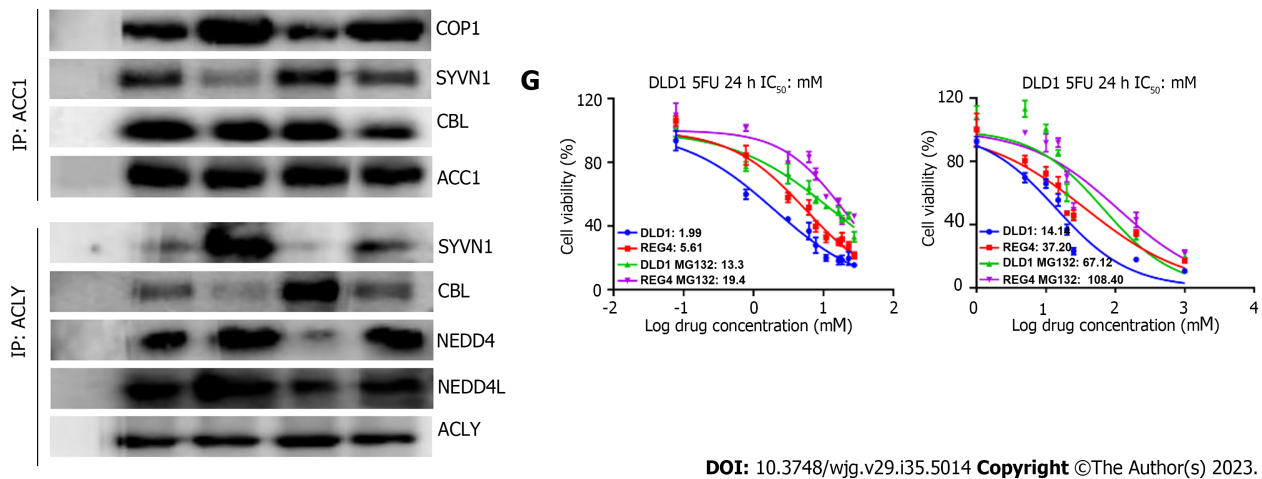 IP: ACC1
COP1
SYVN1
CBL
ACC1
IP: ACLY
SYVN1
CBL
NEDD4
NEDD4L
ACLY
G
DLD1 5FU 24 h IC50: mM
Cell viability (%)
120
80
40
0
DLD1: 1.99
REG4: 5.61
DLD1 MG132: 13.3
REG4 MG132: 19.4
-2 -1 0 1 2
Log drug concentration (mM)
DLD1 5FU 24 h IC50: mM
Cell viability (%)
120
80
40
0
DLD1: 14.14
REG4: 37.20
DLD1 MG132: 67.12
REG4 MG132: 108.40
0 1 2 3 4
Log drug concentration (mM)
DOI: 10.3748/wjg.v29.i35.5014 Copyright ©The Author(s) 2023.